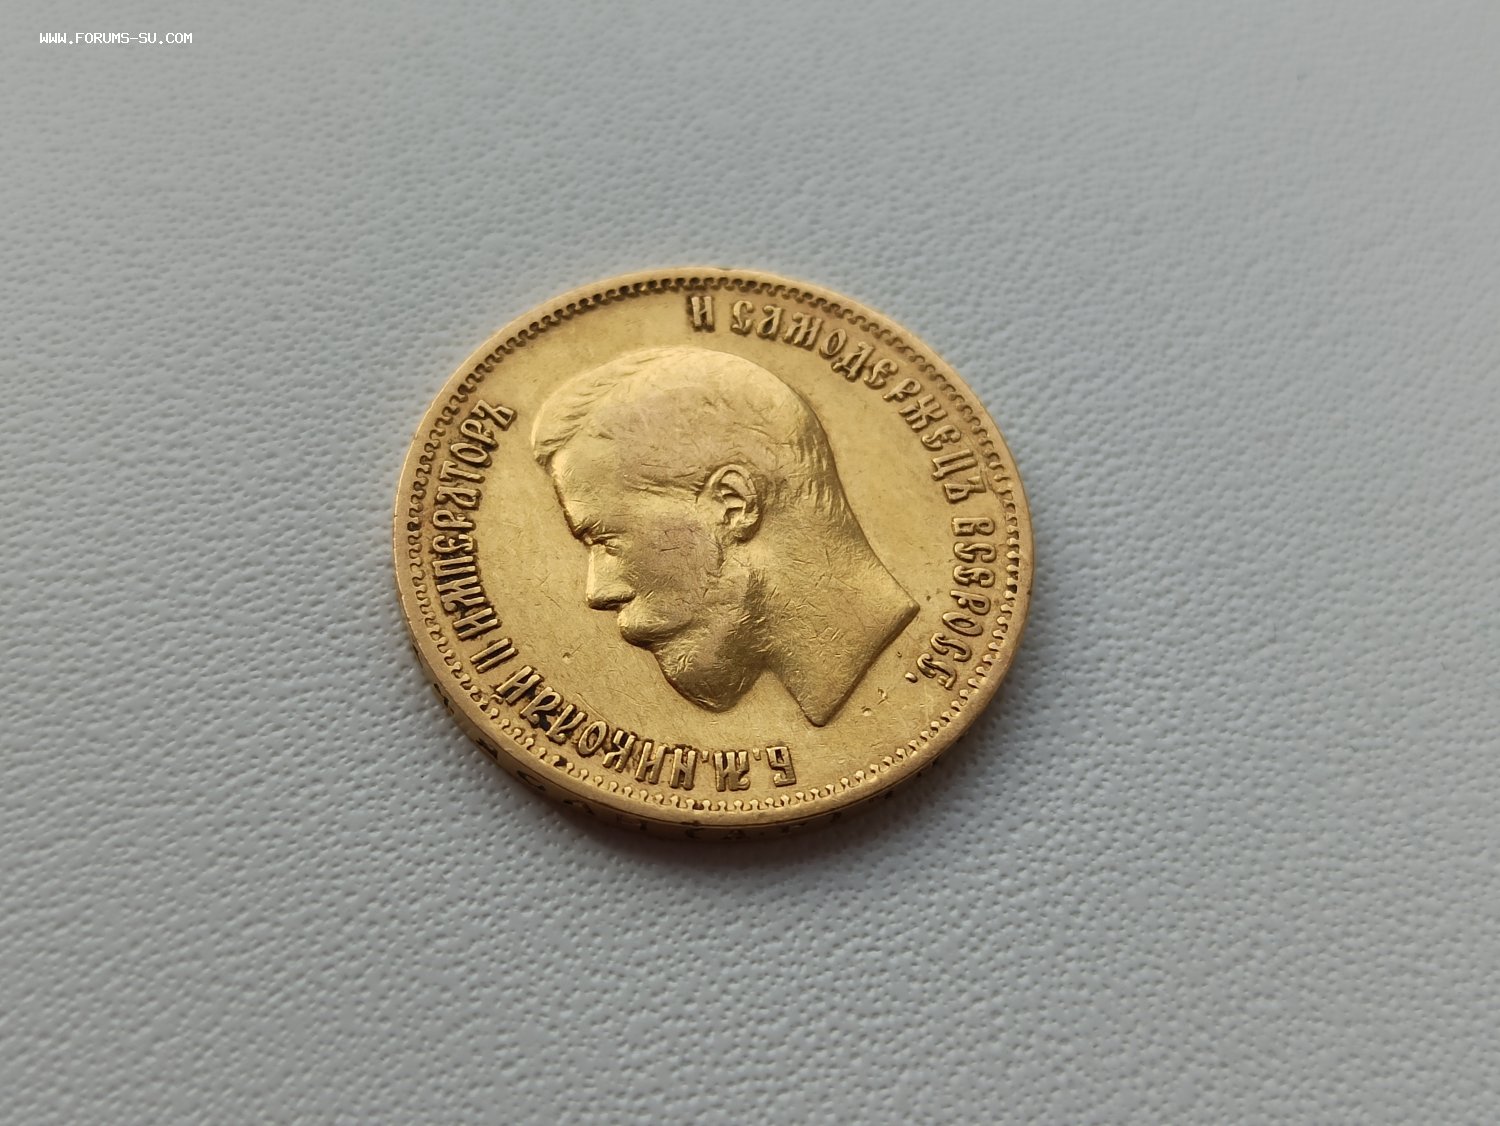 WWW.FORUMS-SU.COM
Б.М.НИКОЛАЙ II ИМПЕРАТОРЪ
И САМОДЕРЖЕЦЪ ВСЕРОСС.